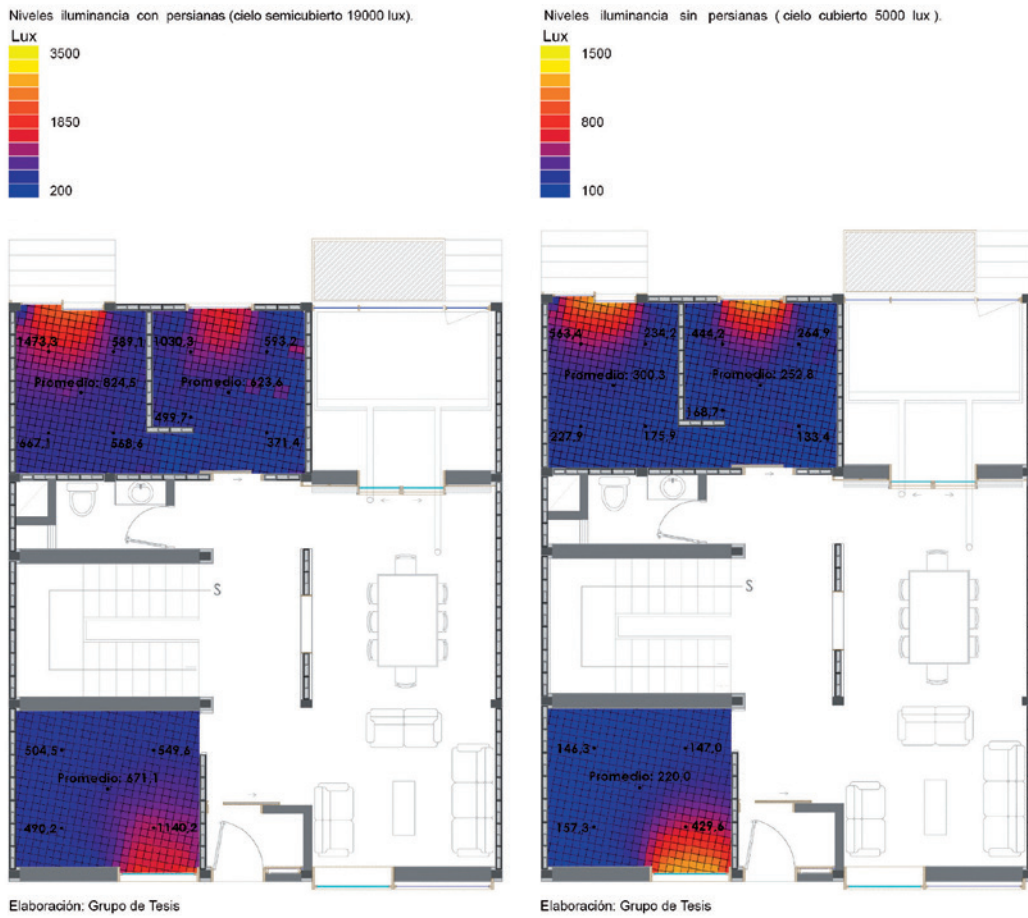 Niveles iluminancia con persianas (cielo semicubierto 19000 lux).
Lux
3500
1850
200
1473,3
589,1
1030,3
593,2
Promedio: 824,5
Promedio: 623,6
499,7
667,1
568,6
371,4
S
504,5
549,6
Promedio: 671,1
490,2
1140,2
Elaboración: Grupo de Tesis
Niveles iluminancia sin persianas ( cielo cubierto 5000 lux ).
Lux
1500
800
100
563,4
234,2
444,2
264,9
Promedio: 300,3
Promedio: 252,8
168,7
227,9
175,9
133,4
S
146,3
147,0
Promedio: 220,0
157,3
429,6
Elaboración: Grupo de Tesis